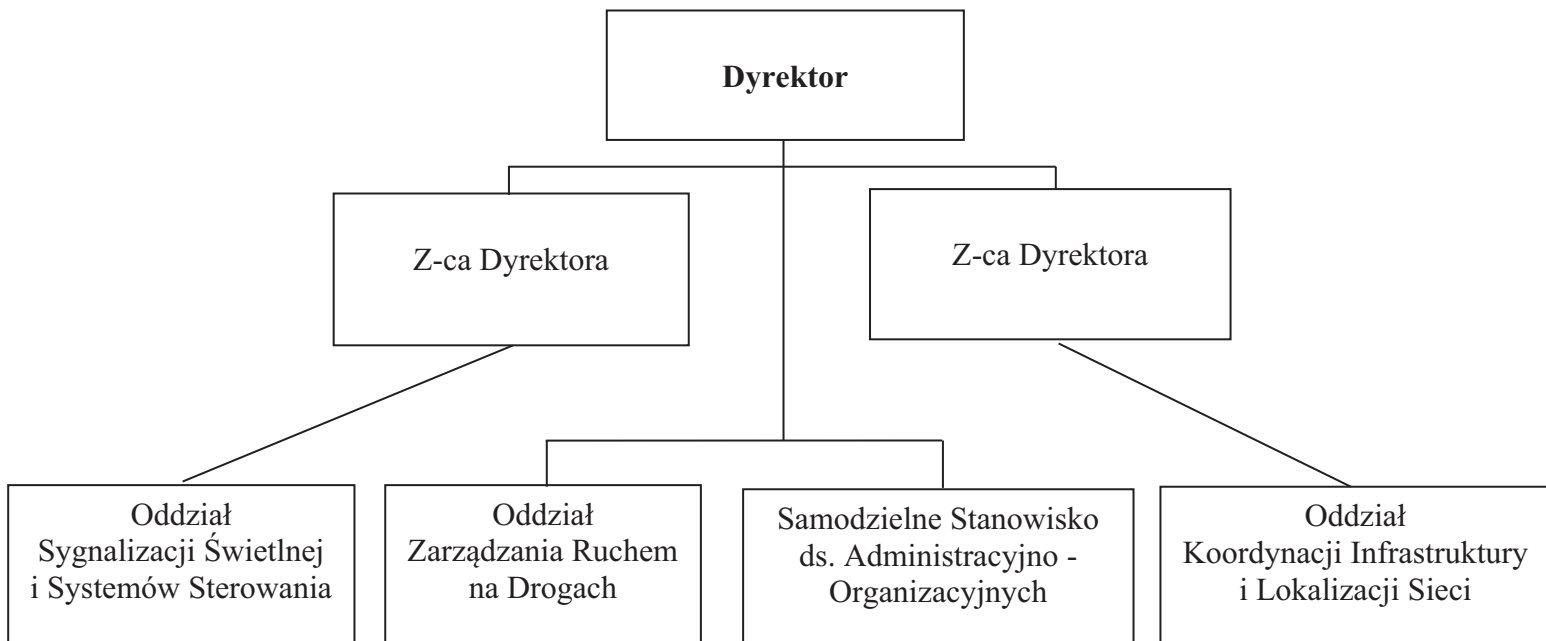 Dyrektor
Z-ca Dyrektora
Z-ca Dyrektora
Oddział
Sygnalizacji Świetlnej
i Systemów Sterowania
Oddział
Zarządzania Ruchem
na Drogach
Samodzielne Stanowisko
ds. Administracyjno -
Organizacyjnych
Oddział
Koordynacji Infrastruktury
i Lokalizacji Sieci